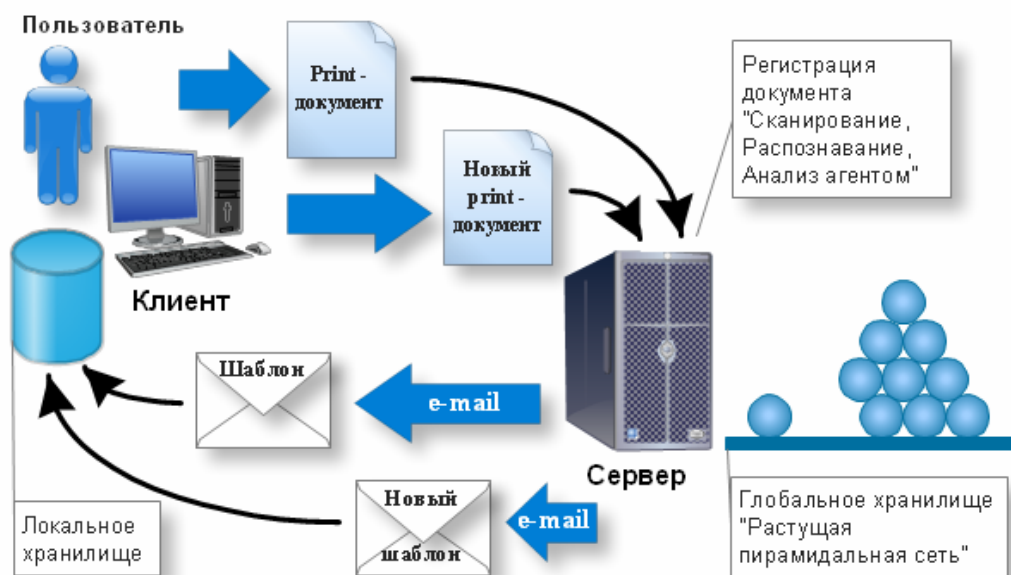 Пользователь
Print -
документ
Регистрация
документа
"Сканирование,
Распознавание,
Анализ агентом"
Новый
print -
документ
Клиент
Шаблон
e-mail
Сервер
Новый
шаблон
e-mail
Локальное
хранилище
Глобальное хранилище
"Растущая
пирамидальная сеть"